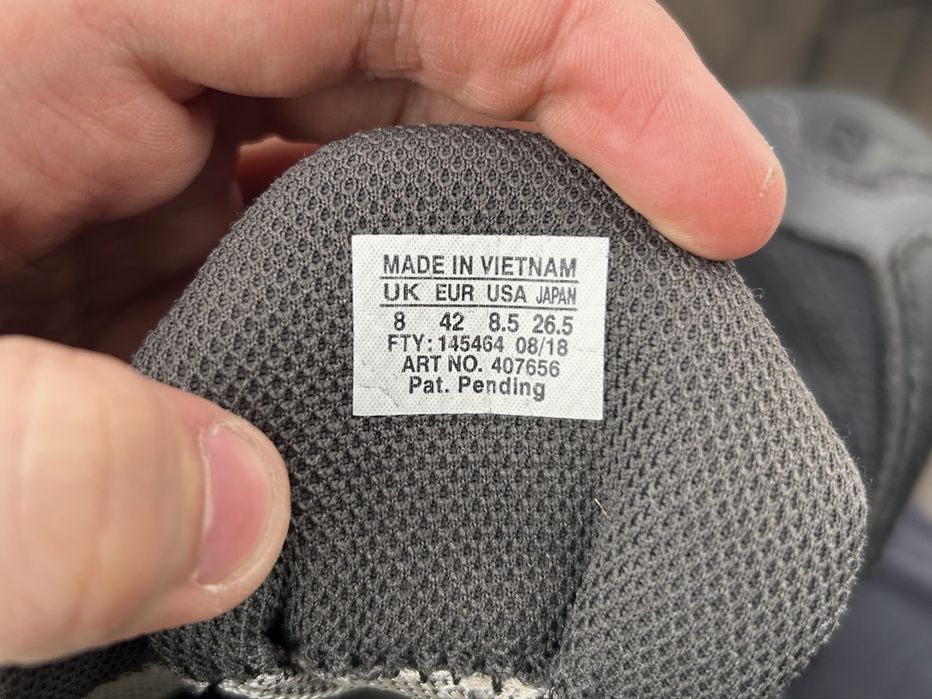 MADE IN VIETNAM
UK EUR USA JAPAN
8 42 8.5 26.5
FTY: 145464 08/18
ART NO. 407656
Pat. Pending